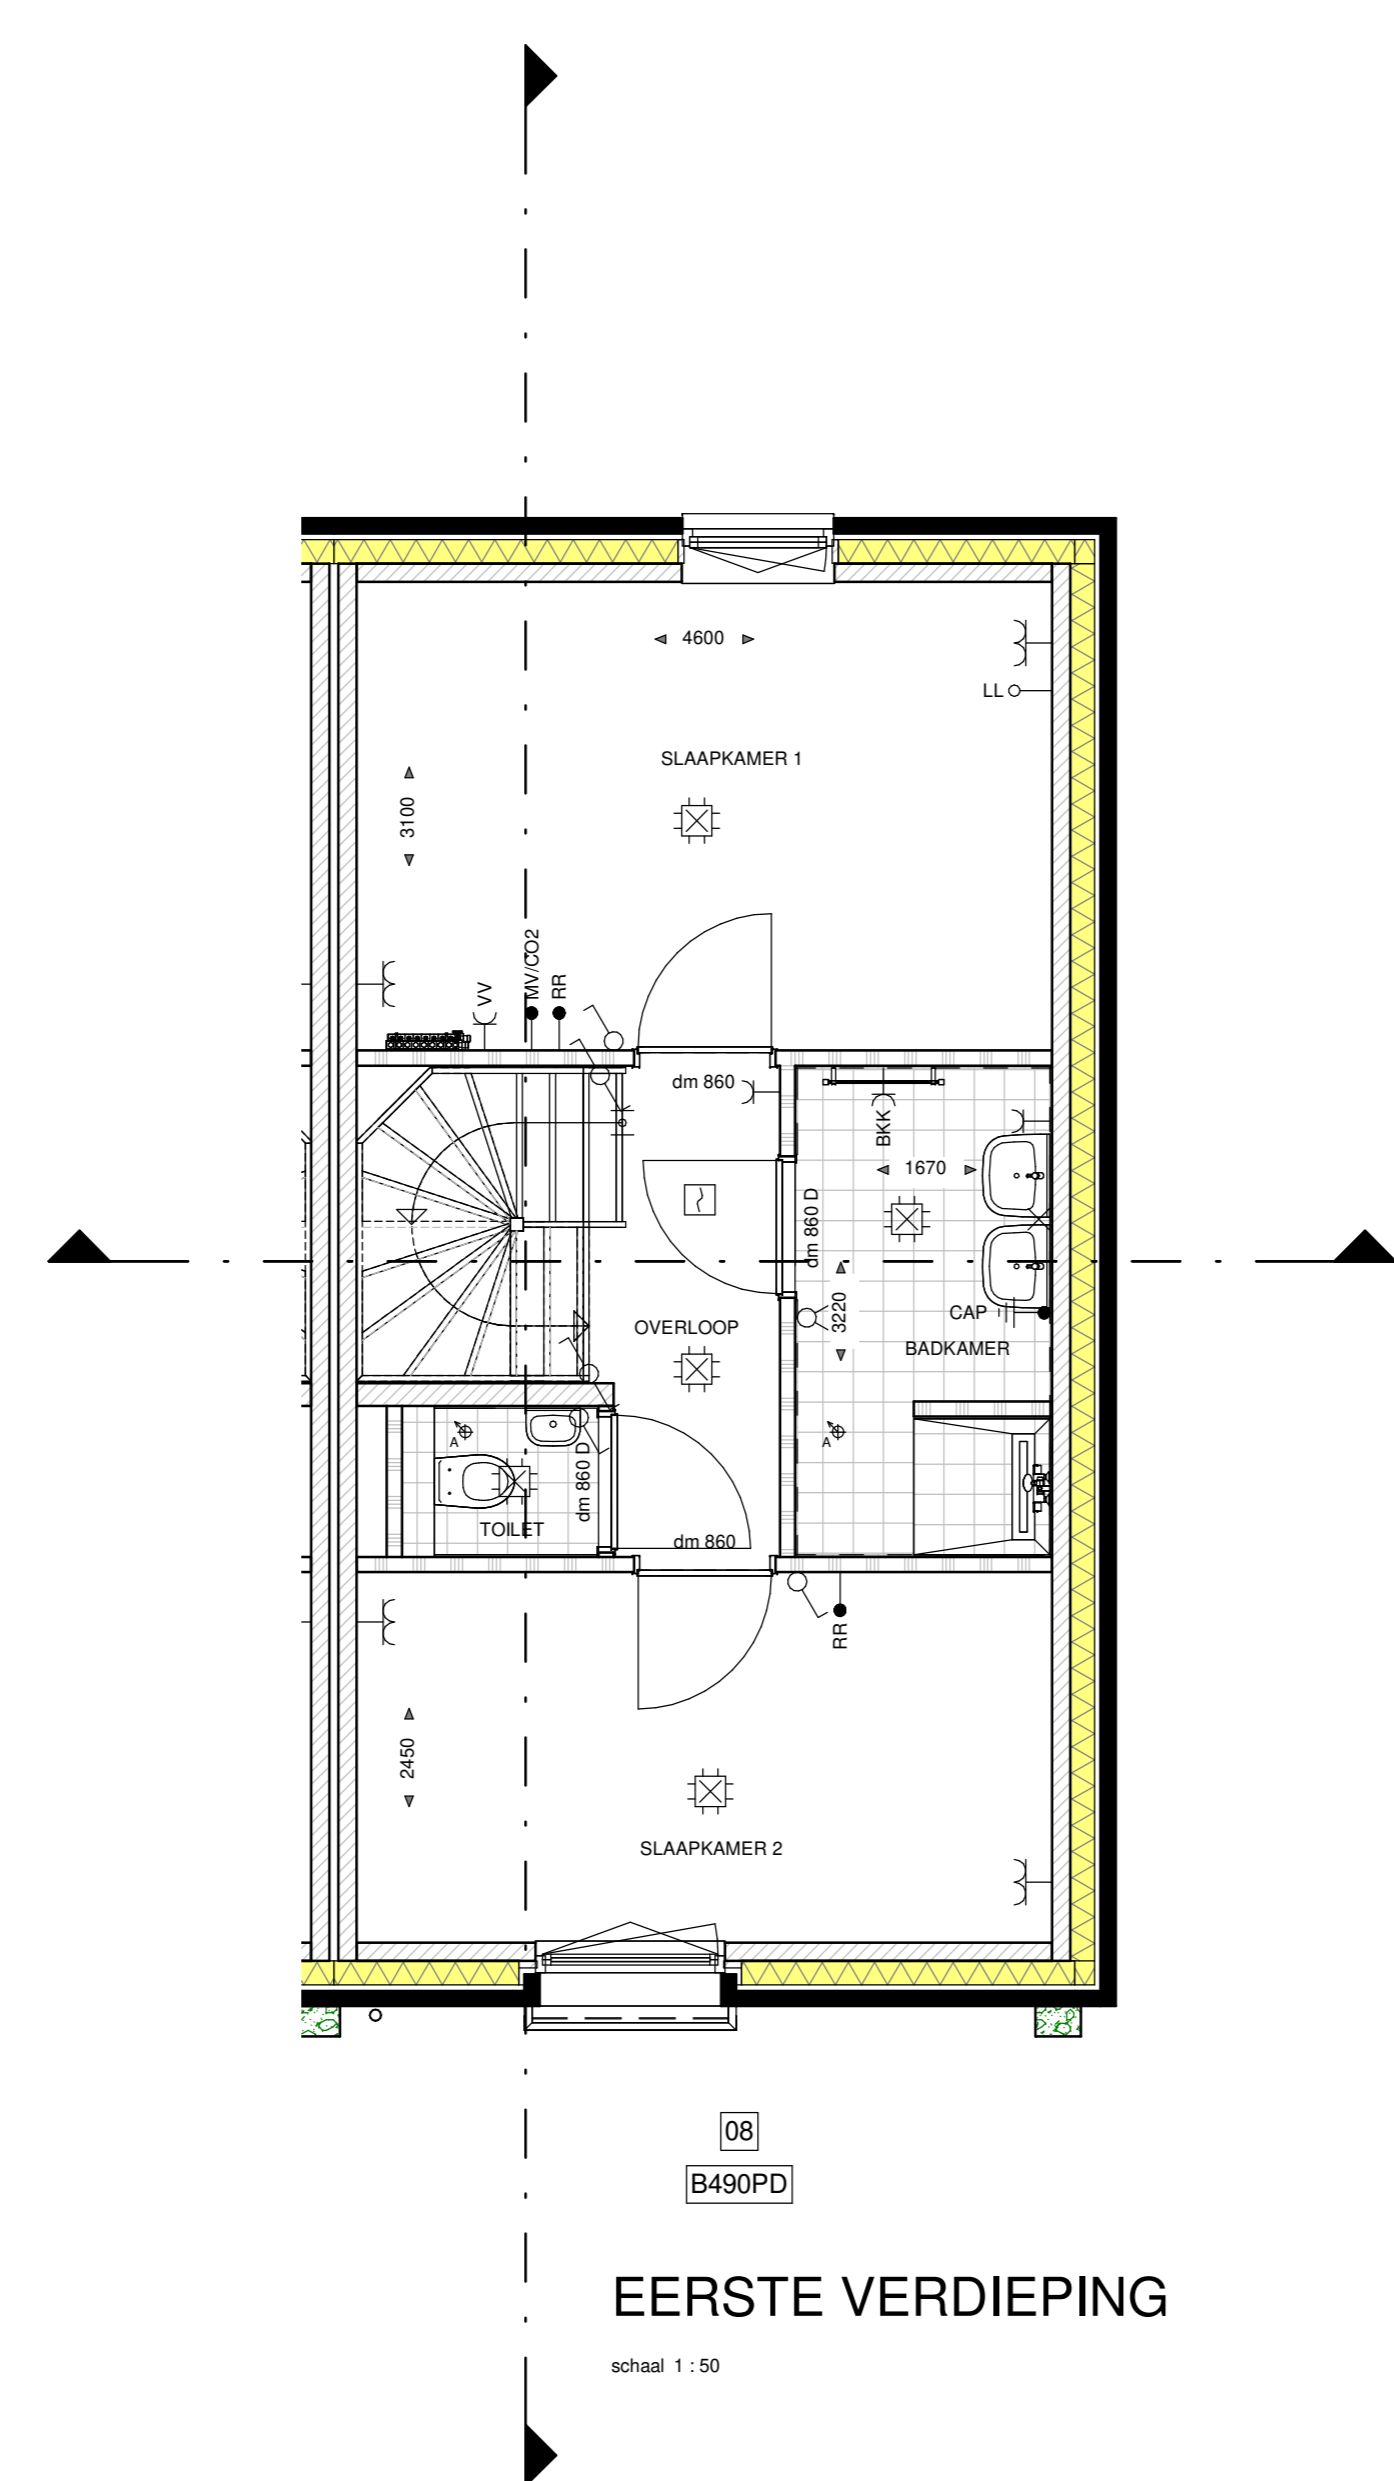 4600
LL
SLAAPKAMER 1
3100
VV
MV/CO2
RR
dm 860
BKK
1670
dm 860 D
3220
CAP
OVERLOOP
BADKAMER
A
A
dm 860 D
TOILET
dm 860
RR
2450
SLAAPKAMER 2
08
B490PD
EERSTE VERDIEPING
schaal 1 : 50